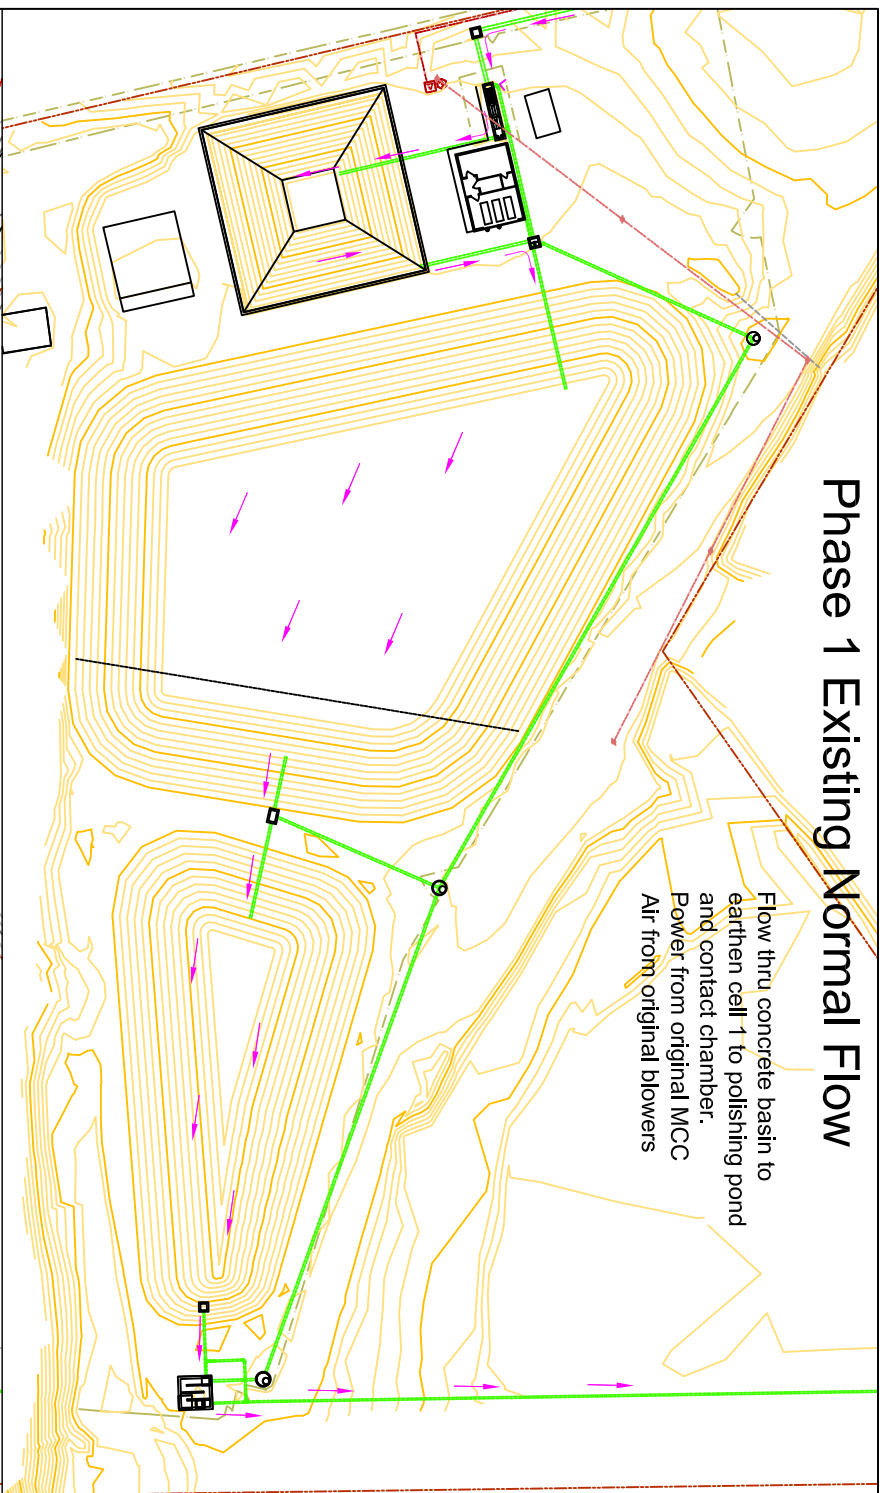 Phase 1 Existing Normal Flow
Flow thru concrete basin to
earthen cell 1 to polishing pond
and contact chamber.
Power from original MCC
Air from original blowers